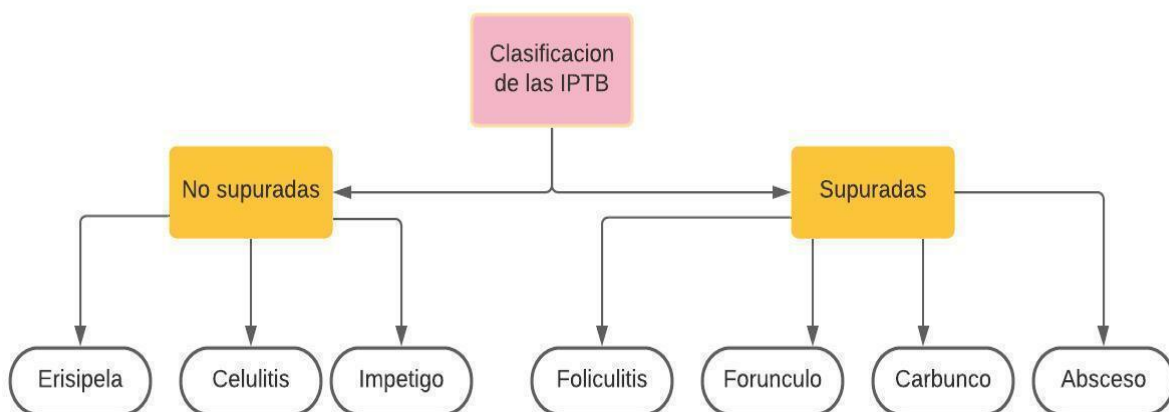 Clasificacion
de las IPTB
No supuradas
Supuradas
Erisipela
Celulitis
Impetigo
Foliculitis
Forunculo
Carbunco
Absceso